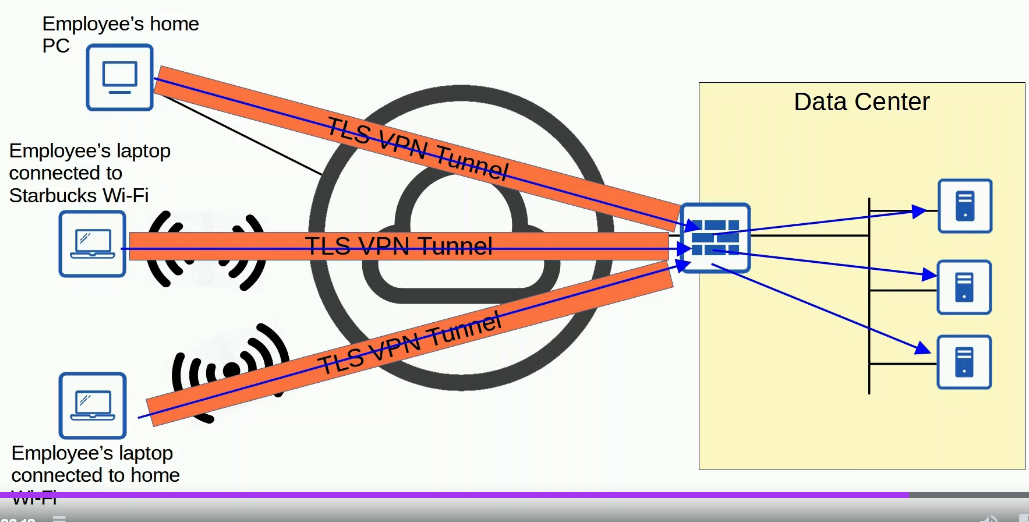 Employee's home
PC
Data Center
TLS VPN Tunnel
Employee's laptop
connected to
Starbucks Wi-Fi
TLS VPN Tunnel
TLS VPN Tunnel
Employee's laptop
connected to home
Wi-Fi